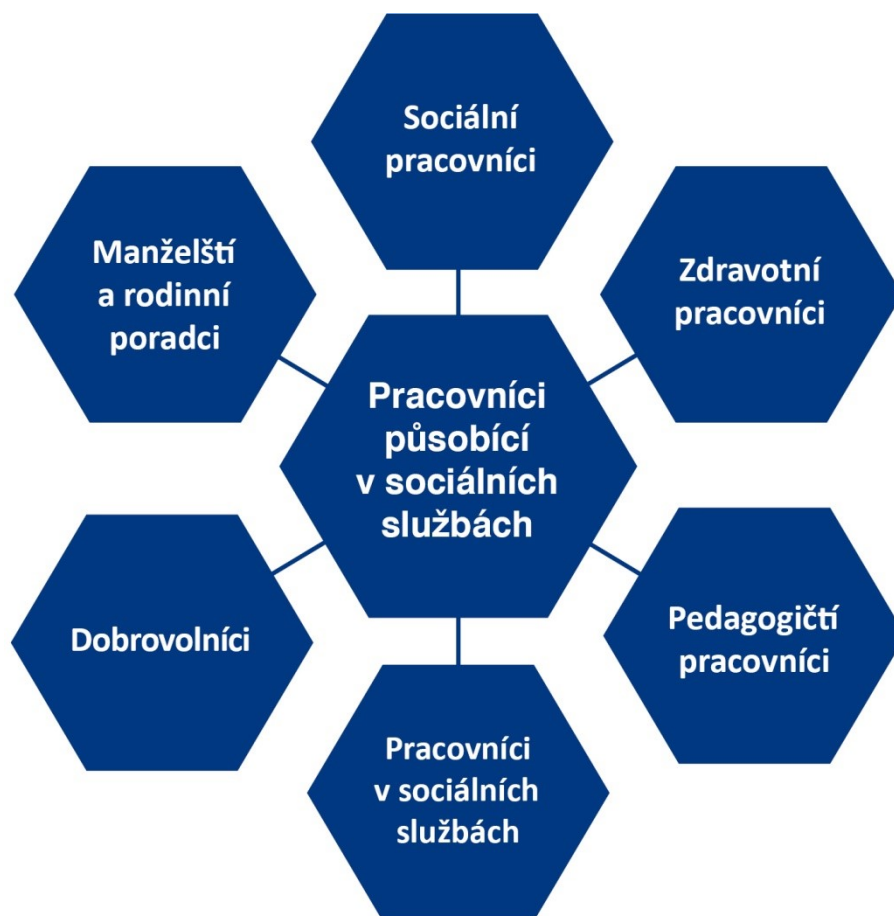 Sociální
pracovníci
Manželští
a rodinní
poradci
Zdravotní
pracovníci
Pracovníci
působící
v sociálních
službách
Dobrovolníci
Pedagogičtí
pracovníci
Pracovníci
v sociálních
službách